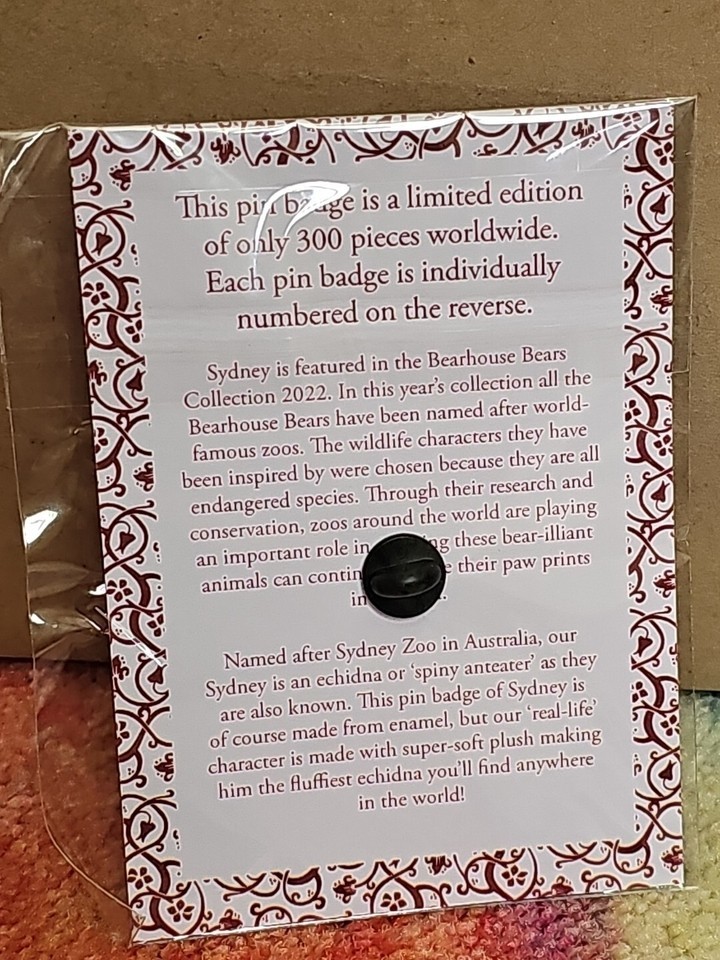 This pin badge is a limited edition
of only 300 pieces worldwide.
Each pin badge is individually
numbered on the reverse.
Sydney is featured in the Bearhouse Bears
Collection 2022. In this year's collection all the
Bearhouse Bears have been named after world-
famous zoos. The wildlife characters they have
been inspired by were chosen because they are all
endangered species. Through their research and
conservation, zoos around the world are playing
an important role in these bear-illiant
animals can their paw prints
Named after Sydney Zoo in Australia, our
Sydney is an echidna or 'spiny anteater' as they
are also known. This pin badge of Sydney is
of course made from enamel, but our 'real-life'
character is made with super-soft plush making
him the fluffiest echidna you'll find anywhere
in the world!